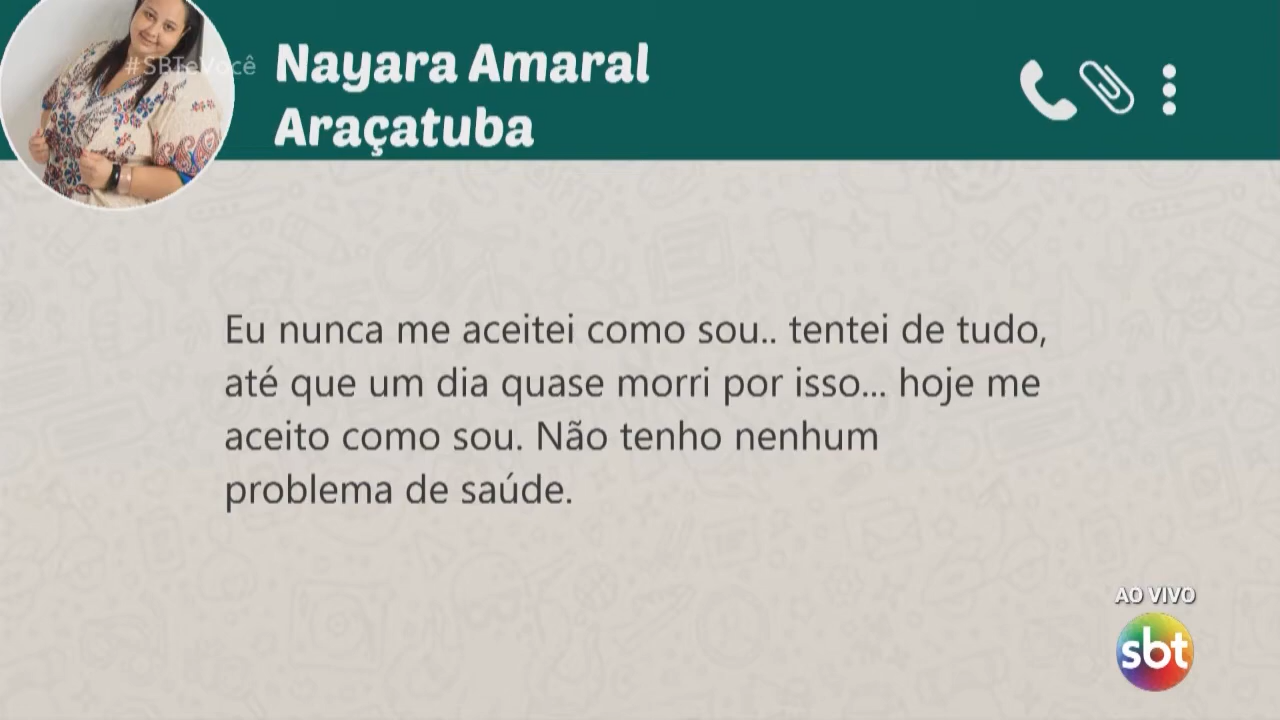 #SBTeVocê
Nayara Amaral
Araçatuba
Eu nunca me aceitei como sou.. tentei de tudo,
até que um dia quase morri por isso... hoje me
aceito como sou. Não tenho nenhum
problema de saúde.
AO VIVO
sbt